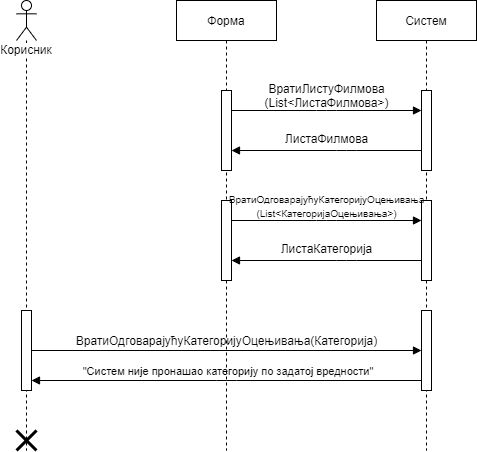 Форма
Систем
Корисник
ВратиЛистуФилмова
(List<ЛистаФилмова>)
ЛистаФилмова
ВратиОдговарајућуКатегоријуОцењивања
(List<КатегоријаОцењивања>)
ЛистаКатегорија
ВратиОдговарајућуКатегоријуОцењивања(Категорија)
"Систем није пронашао категорију по задатој вредности"